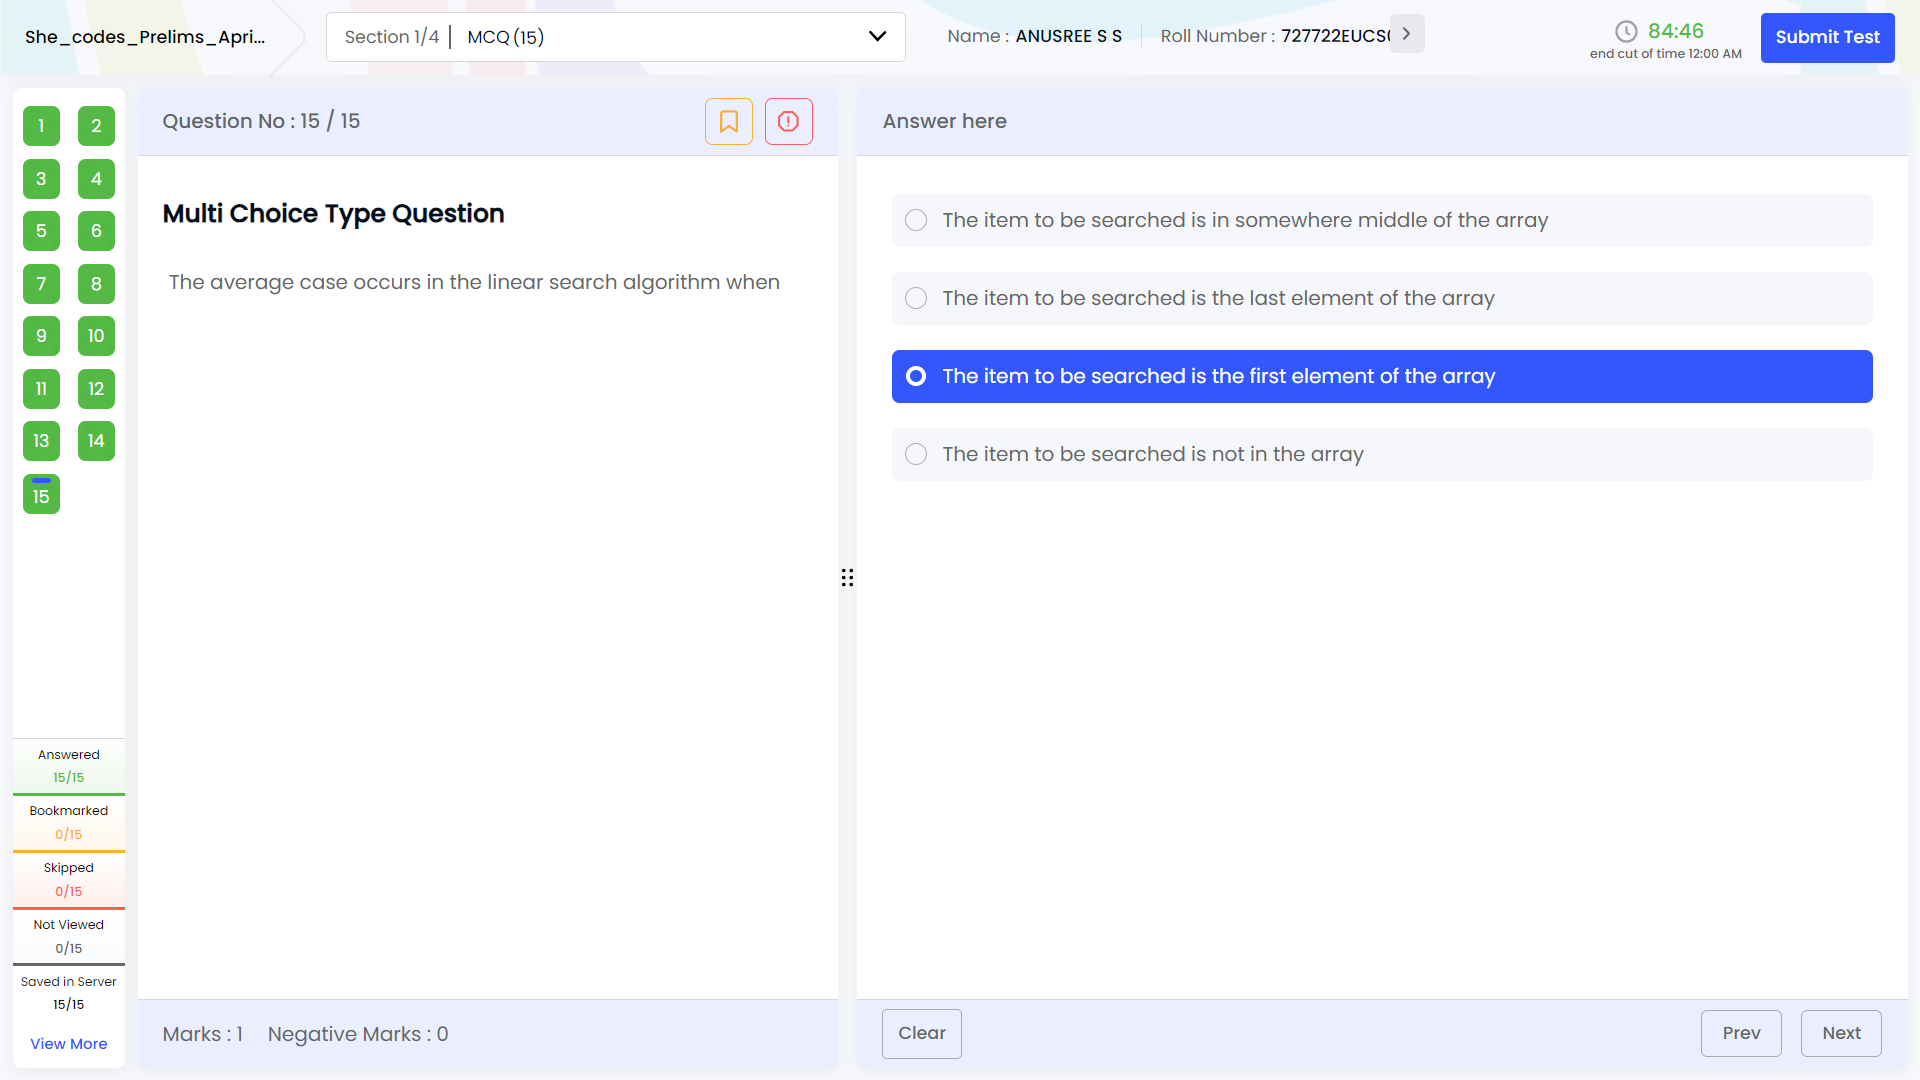 She_codes_Prelims_Apri...
Section 1/4 | MCQ (15)
Name : ANUSREE S S
Roll Number : 727722EUCS
84:46
end cut of time 12:00 AM
Submit Test
1 2
3 4
5 6
7 8
9 10
11 12
13 14
15
Answered
15/15
Bookmarked
0/15
Skipped
0/15
Not Viewed
0/15
Saved in Server
15/15
View More
Question No : 15 / 15
Multi Choice Type Question
The average case occurs in the linear search algorithm when
Marks : 1 Negative Marks : 0
Answer here
The item to be searched is in somewhere middle of the array
The item to be searched is the last element of the array
The item to be searched is the first element of the array
The item to be searched is not in the array
Clear
Prev
Next